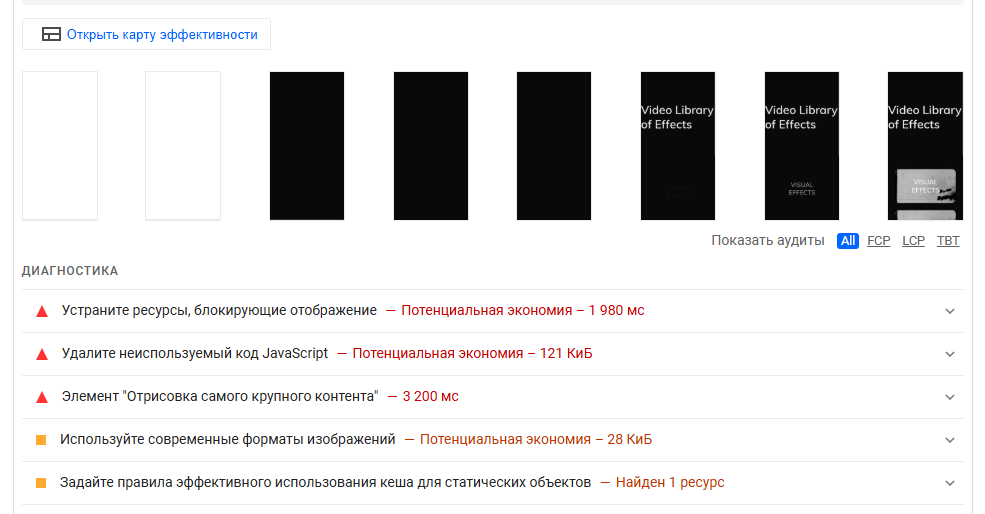 Открыть карту эффективности
Video Library
of Effects
Video Library
of Effects
VISUAL
EFFECTS
Video Library
of Effects
VISUAL
EFFECTS
Показать аудиты All FCP LCP TBT
ДИАГНОСТИКА
Устраните ресурсы, блокирующие отображение — Потенциальная экономия – 1 980 мс
Удалите неиспользуемый код JavaScript — Потенциальная экономия – 121 КиБ
Элемент "Отрисовка самого крупного контента" — 3 200 мс
Используйте современные форматы изображений — Потенциальная экономия – 28 КиБ
Задайте правила эффективного использования кеша для статических объектов — Найден 1 ресурс